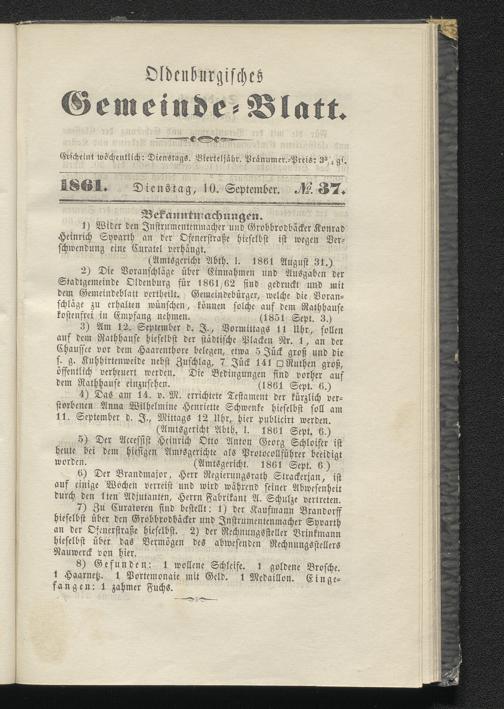 Oldenburgisches
Gemeinde-Blatt.
Erscheint wöchentlich: Dienstags. Vierteljähr. Pränumer.-Preis: 3¾ gr.
1861. Dienstag, 10. September. №. 37.
Bekanntmachungen.
1) Wider den Instrumentenmacher und Grobbrodbäcker Konrad
Heinrich Syvarth an der Osenerstraße hieselbst ist wegen Ver-
schwendung eine Curatel verhängt.
(Amtsgericht Abth. I. 1861 August 31.)
2) Die Voranschläge über Einnahmen und Ausgaben der
Stadtgemeinde Oldenburg für 1861/62 sind gedruckt und mit
dem Gemeindeblatt vertheilt. Gemeindebürger, welche die Voran-
schläge zu erhalten wünschen, können solche auf dem Rathhause
kostenfrei in Empfang nehmen. (1851 Sept. 3.)
3) Am 12. September d. J., Vormittags 11 Uhr, sollen
auf dem Rathhause hieselbst der städtische Placken Nr. 1, an der
Chaussee vor dem Haarenthore belegen, etwa 5 Jück groß und die
s. g. Kuhhirtenweide nebst Zuschlag, 7 Jück 141 □Ruthen groß,
öffentlich verheuert werden. Die Bedingungen sind vorher auf
dem Rathhause einzusehen. (1861 Sept. 6.)
4) Das am 14. v. M. errichtete Testament der kürzlich ver-
storbenen Anna Wilhelmine Henriette Schwenke hieselbst soll am
11. September d. J., Mittags 12 Uhr, hier publicirt werden.
(Amtsgericht Abth. I. 1861 Sept. 6.)
5) Der Accessist Heinrich Otto Anton Georg Schloifer ist
heute bei dem hiesigen Amtsgerichte als Protocollführer beeidigt
worden. (Amtsgericht. 1861 Sept. 6.)
6) Der Brandmajor, Herr Regierungsrath Strackerjan, ist
auf einige Wochen verreist und wird während seiner Abwesenheit
durch den 1ten Adjutanten, Herrn Fabrikant A. Schulze vertreten.
7) Zu Curatoren sind bestellt: 1) der Kaufmann Brandorff
hieselbst über den Grobbrodbäcker und Instrumentenmacher Syvarth
an der Osenerstraße hieselbst. 2) der Rechnungssteller Brinkmann
hieselbst über das Vermögen des abwesenden Rechnungsstellers
Nauwerck von hier.
8) Gefunden: 1 wollene Schleife. 1 goldene Brosche.
1 Haarnetz. 1 Portemonaie mit Geld. 1 Medaillon. Einge-
fangen: 1 zahmer Fuchs.